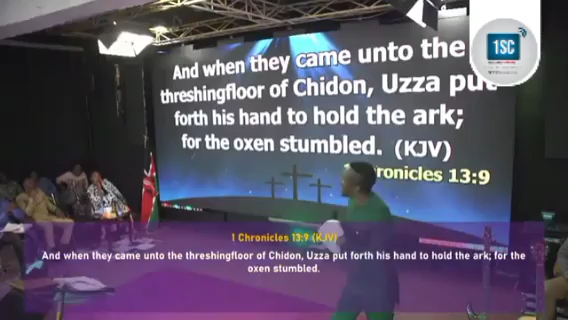 And when they came unto the
threshingfloor of Chidon, Uzza put
forth his hand to hold the ark;
for the oxen stumbled. (KJV)
ronicles 13:9
1SC
1 Chronicles 13:9 (KJV)
And when they came unto the threshingfloor of Chidon, Uzza put forth his hand to hold the ark; for the
oxen stumbled.